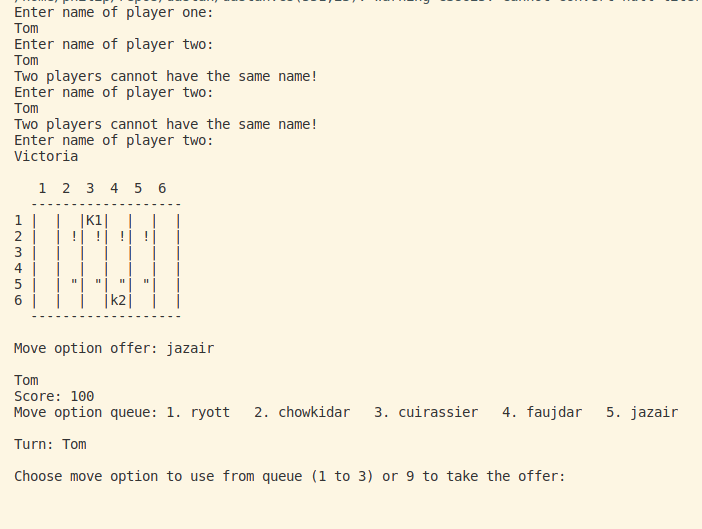 Enter name of player one:
Tom
Enter name of player two:
Tom
Two players cannot have the same name!
Enter name of player two:
Tom
Two players cannot have the same name!
Enter name of player two:
Victoria
   1  2  3  4  5  6
  -------------------
1 |  |  |K1|  |  |  |
2 |  | !| !| !| !|  |
3 |  |  |  |  |  |  |
4 |  |  |  |  |  |  |
5 |  | "| "| "| "|  |
6 |  |  |  |k2|  |  |
  -------------------
Move option offer: jazair
Tom
Score: 100
Move option queue: 1. ryott   2. chowkidar   3. cuirassier   4. faujdar   5. jazair
Turn: Tom
Choose move option to use from queue (1 to 3) or 9 to take the offer: